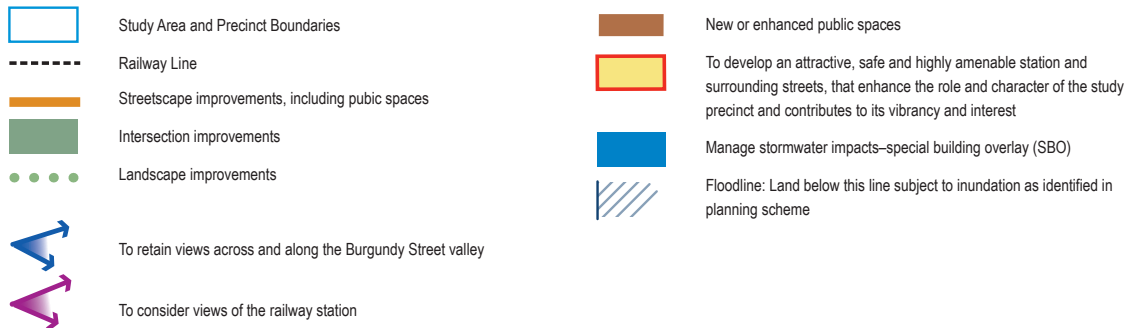 Study Area and Precinct Boundaries
Railway Line
Streetscape improvements, including pubic spaces
Intersection improvements
Landscape improvements
To retain views across and along the Burgundy Street valley
To consider views of the railway station
New or enhanced public spaces
To develop an attractive, safe and highly amenable station and
surrounding streets, that enhance the role and character of the study
precinct and contributes to its vibrancy and interest
Manage stormwater impacts–special building overlay (SBO)
Floodline: Land below this line subject to inundation as identified in
planning scheme